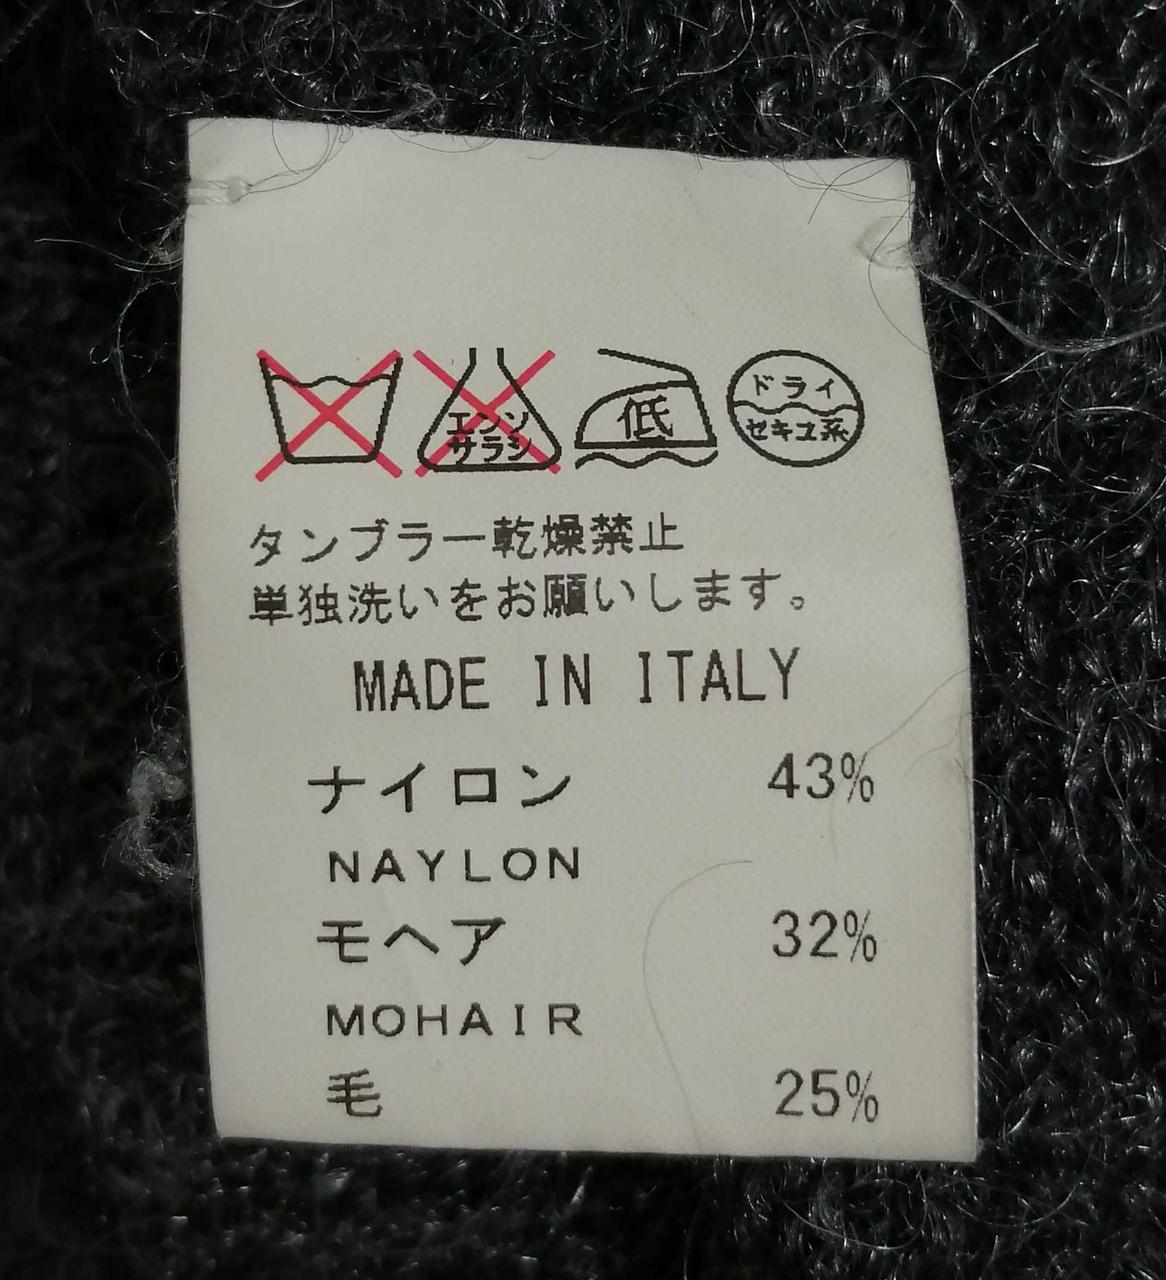 エンソ
サラシ
低
ドライ
セキユ系
タンブラー乾燥禁止
単独洗いをお願いします。
MADE IN ITALY
ナイロン 43%
NAYLON
モヘア 32%
MOHAIR
毛 25%